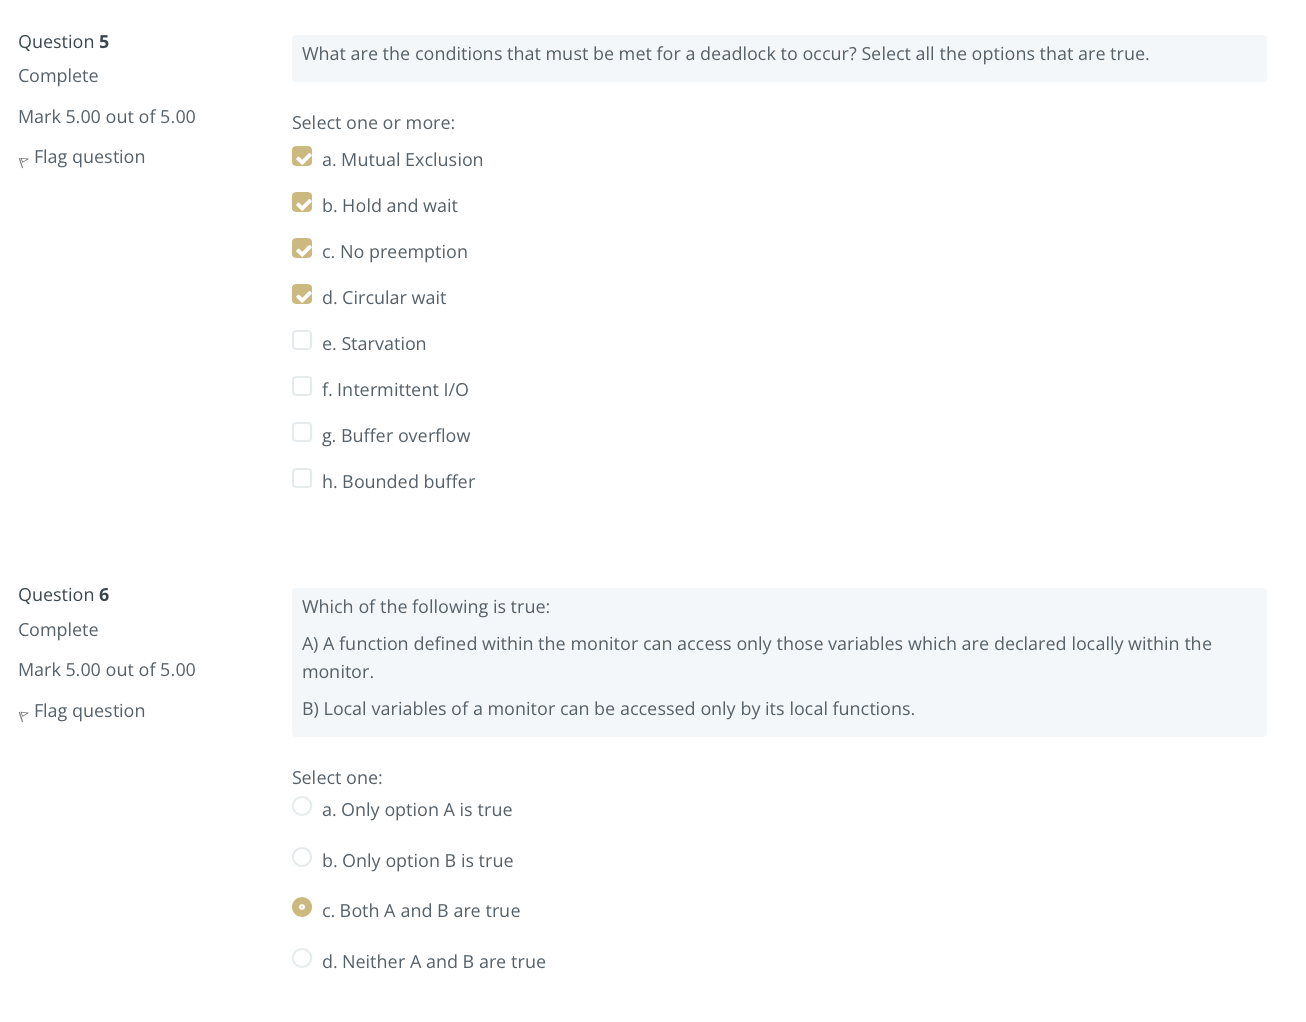 Question 5
Complete
Mark 5.00 out of 5.00
Flag question
What are the conditions that must be met for a deadlock to occur? Select all the options that are true.
Select one or more:
a. Mutual Exclusion
b. Hold and wait
c. No preemption
d. Circular wait
e. Starvation
f. Intermittent I/O
g. Buffer overflow
h. Bounded buffer
Question 6
Complete
Mark 5.00 out of 5.00
Flag question
Which of the following is true:
A) A function defined within the monitor can access only those variables which are declared locally within the
monitor.
B) Local variables of a monitor can be accessed only by its local functions.
Select one:
a. Only option A is true
b. Only option B is true
c. Both A and B are true
d. Neither A and B are true